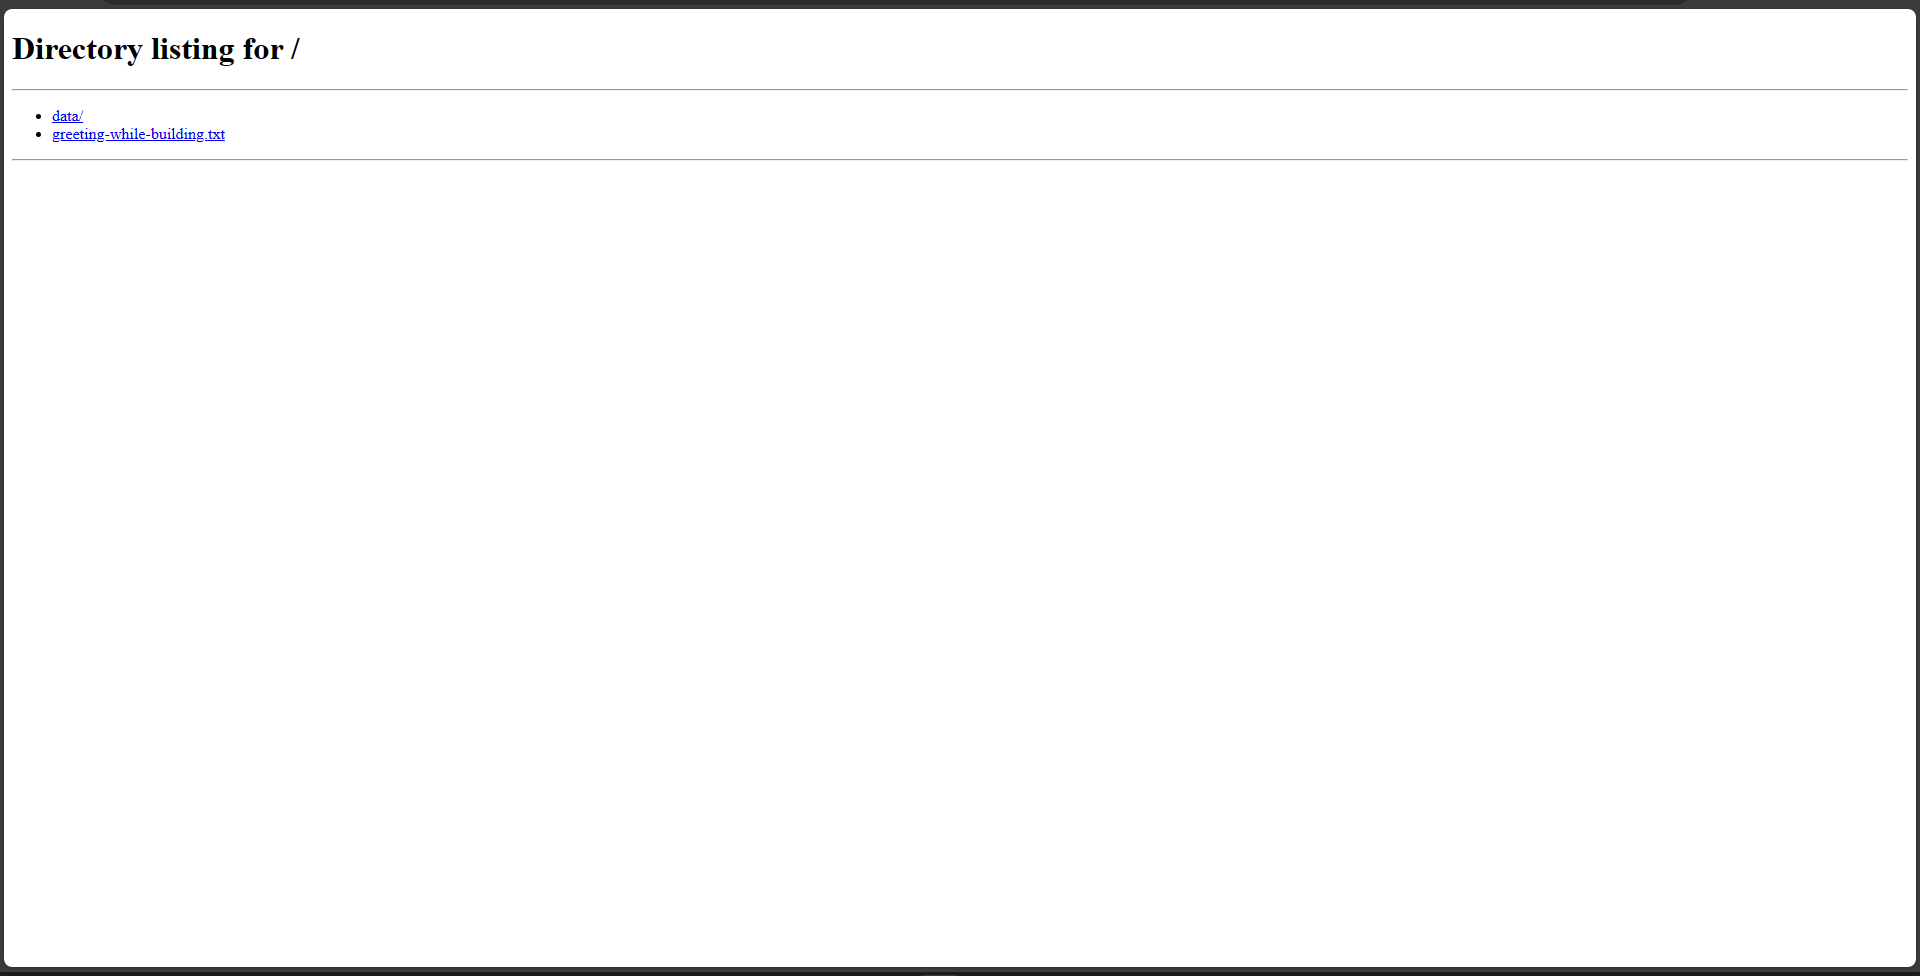 Directory listing for /
data/
greeting-while-building.txt